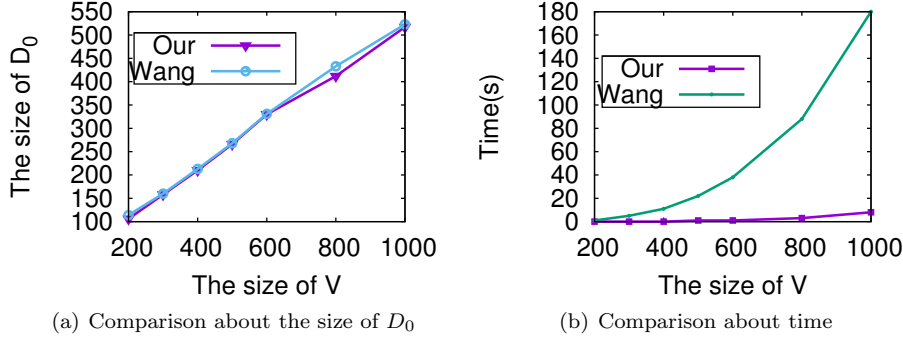 550
500
450
400
350
300
250
200
150
100
The size of D_0
Our
Wang
200 400 600 800 1000
The size of V
(a) Comparison about the size of D_0
180
160
140
120
100
80
60
40
20
0
Time(s)
Our
Wang
200 400 600 800 1000
The size of V
(b) Comparison about time